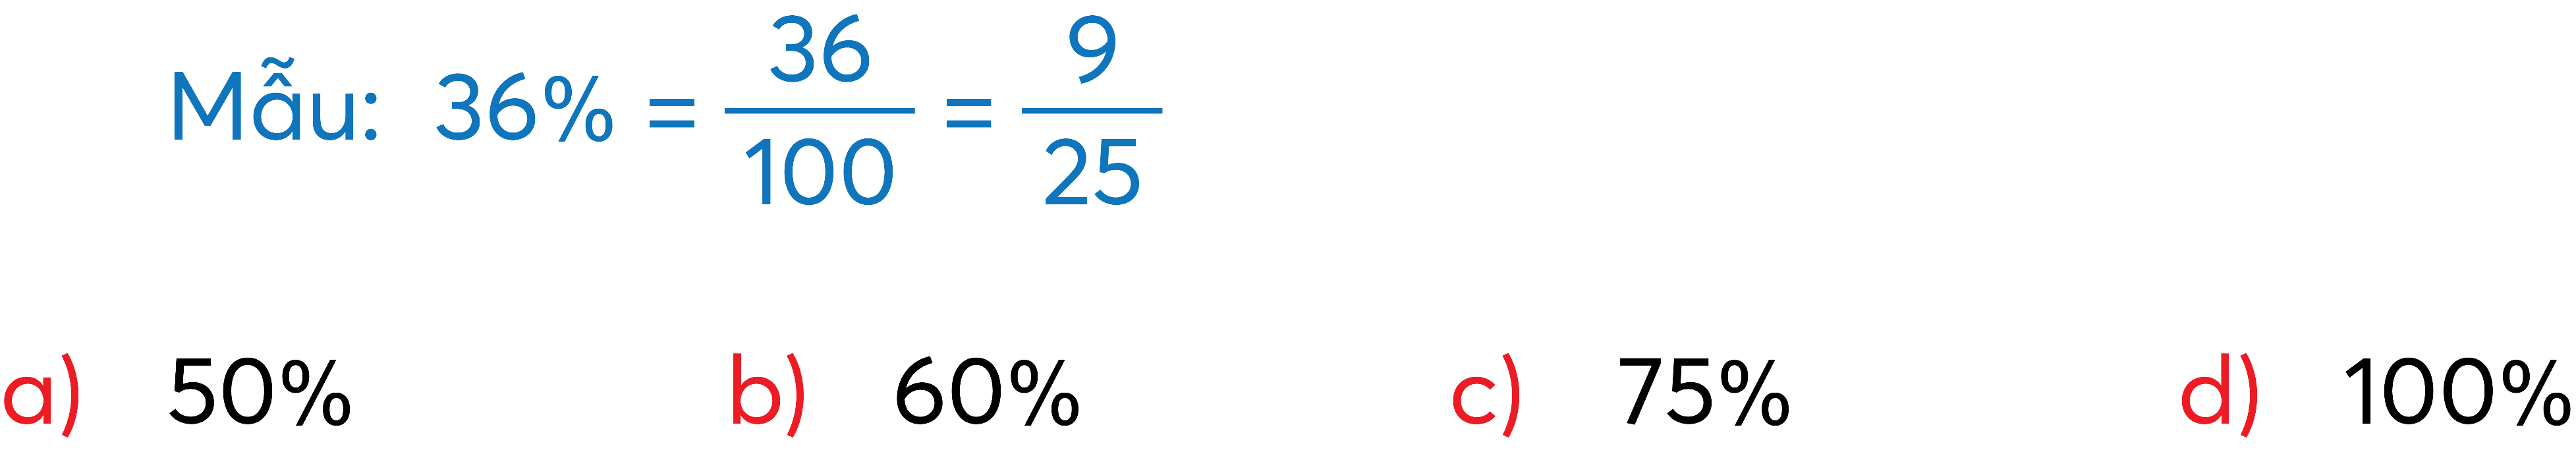 Mẫu: 36% = 36/100 = 9/25
a) 50% b) 60% c) 75% d) 100%